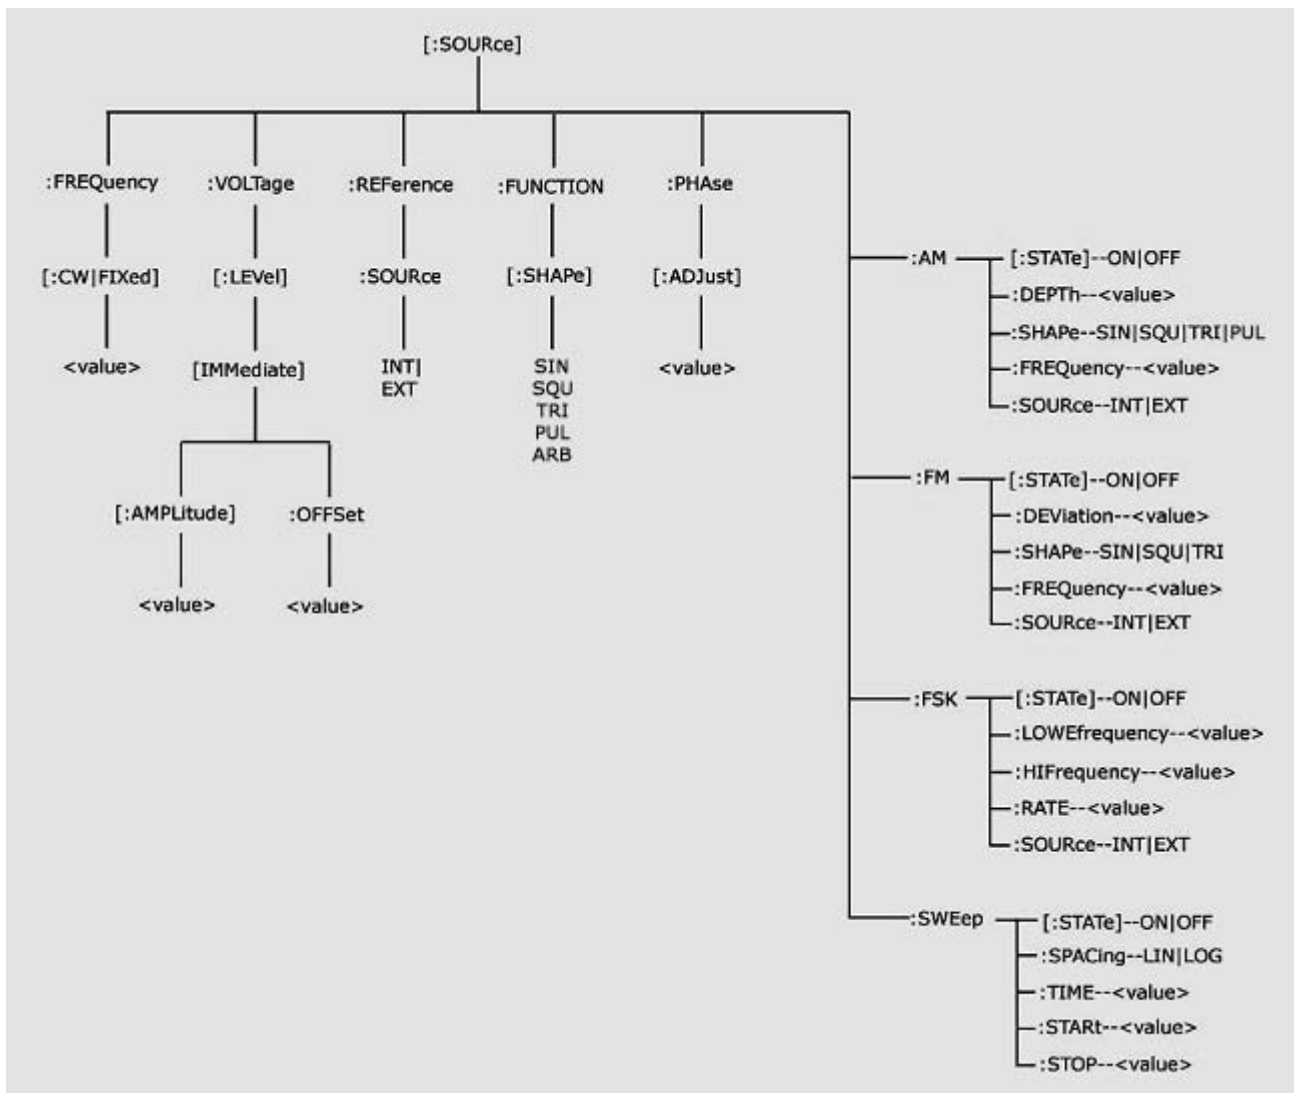 [:SOURce]
:FREQuency
:VOLTage
:REFerence
:FUNCTION
:PHAse
[:CW|FIXed]
[:LEVel]
:SOURce
[:SHAPe]
[:ADJust]
<value>
[IMMediate]
INT|
EXT
SIN
SQU
TRI
PUL
ARB
<value>
[:AMPLitude]
:OFFSet
<value>
<value>
:AM
[:STATe]--ON|OFF
:DEPTh--<value>
:SHAPe--SIN|SQU|TRI|PUL
:FREQuency--<value>
:SOURce--INT|EXT
:FM
[:STATe]--ON|OFF
:DEViation--<value>
:SHAPe--SIN|SQU|TRI
:FREQuency--<value>
:SOURce--INT|EXT
:FSK
[:STATe]--ON|OFF
:LOWEfrequency--<value>
:HIFrequency--<value>
:RATE--<value>
:SOURce--INT|EXT
:SWEep
[:STATe]--ON|OFF
:SPACing--LIN|LOG
:TIME--<value>
:STARt--<value>
:STOP--<value>